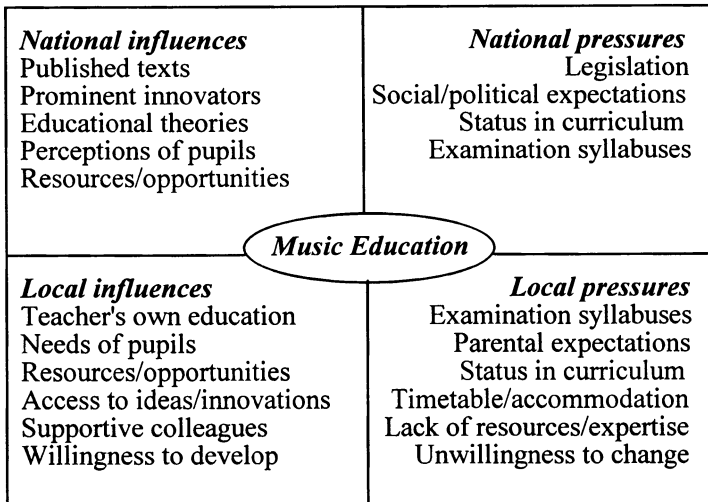 National influences
Published texts
Prominent innovators
Educational theories
Perceptions of pupils
Resources/opportunities
National pressures
Legislation
Social/political expectations
Status in curriculum
Examination syllabuses
Music Education
Local influences
Teacher's own education
Needs of pupils
Resources/opportunities
Access to ideas/innovations
Supportive colleagues
Willingness to develop
Local pressures
Examination syllabuses
Parental expectations
Status in curriculum
Timetable/accommodation
Lack of resources/expertise
Unwillingness to change